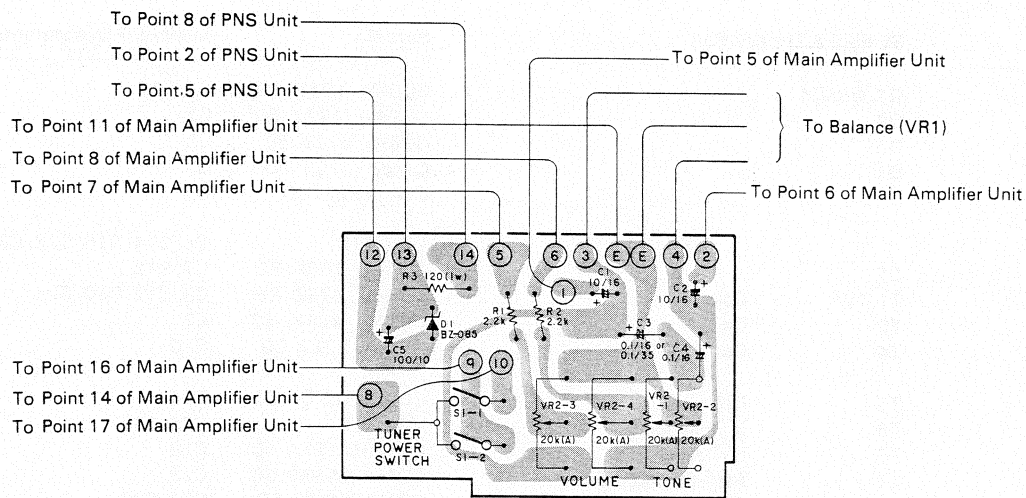 To Point 8 of PNS Unit
To Point 2 of PNS Unit
To Point 5 of PNS Unit
To Point 11 of Main Amplifier Unit
To Point 8 of Main Amplifier Unit
To Point 7 of Main Amplifier Unit
To Point 5 of Main Amplifier Unit
To Balance (VR1)
To Point 6 of Main Amplifier Unit
12 13 14 5 6 3 E E 4 2
R3 120(1w)
1
C1
10/16
+
C2
10/16
+
R1
2.2k
R2
2.2k
D1
BZ-085
+
C5
100/10
+
C3
0.1/16 or
0.1/35
C4
0.1/16
+
9 10
8
To Point 16 of Main Amplifier Unit
To Point 14 of Main Amplifier Unit
To Point 17 of Main Amplifier Unit
S1-1
S1-2
TUNER
POWER
SWITCH
VR2-3
20k(A)
VR2-4
20k(A)
VR2
-1
20k(A)
VR2-2
20k(A)
VOLUME
TONE